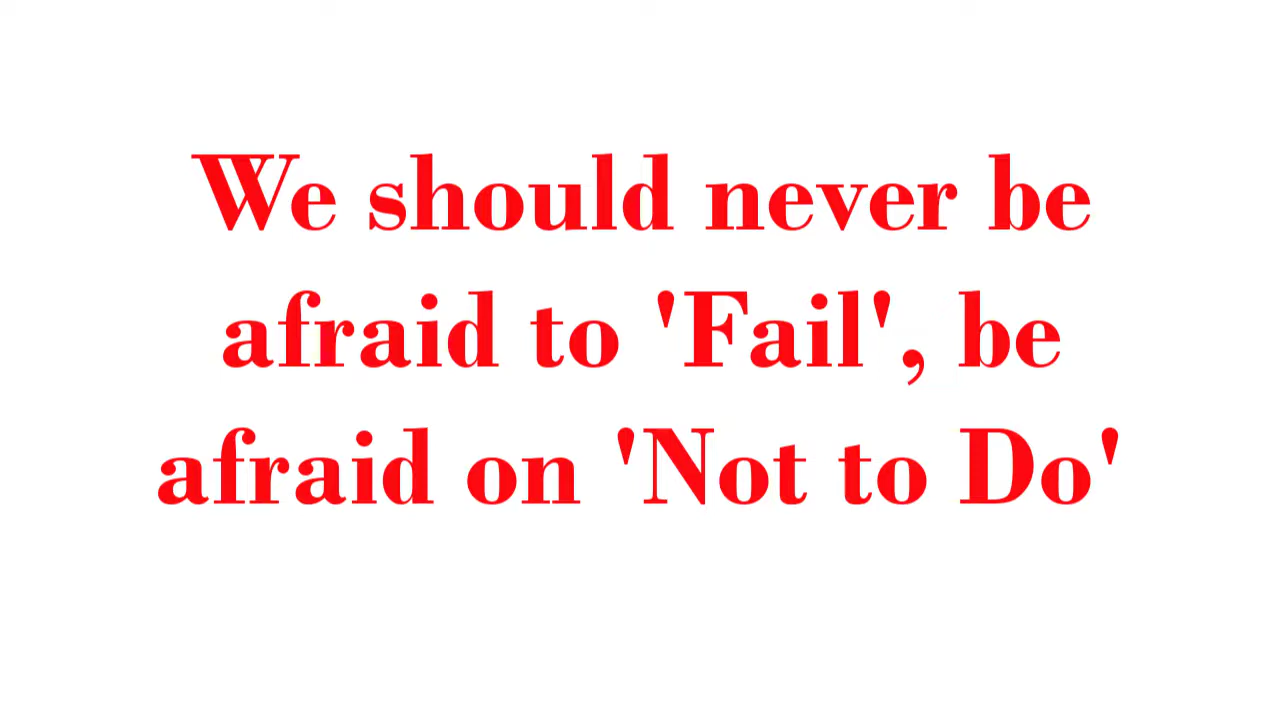 We should never be
afraid to 'Fail', be
afraid on 'Not to Do'